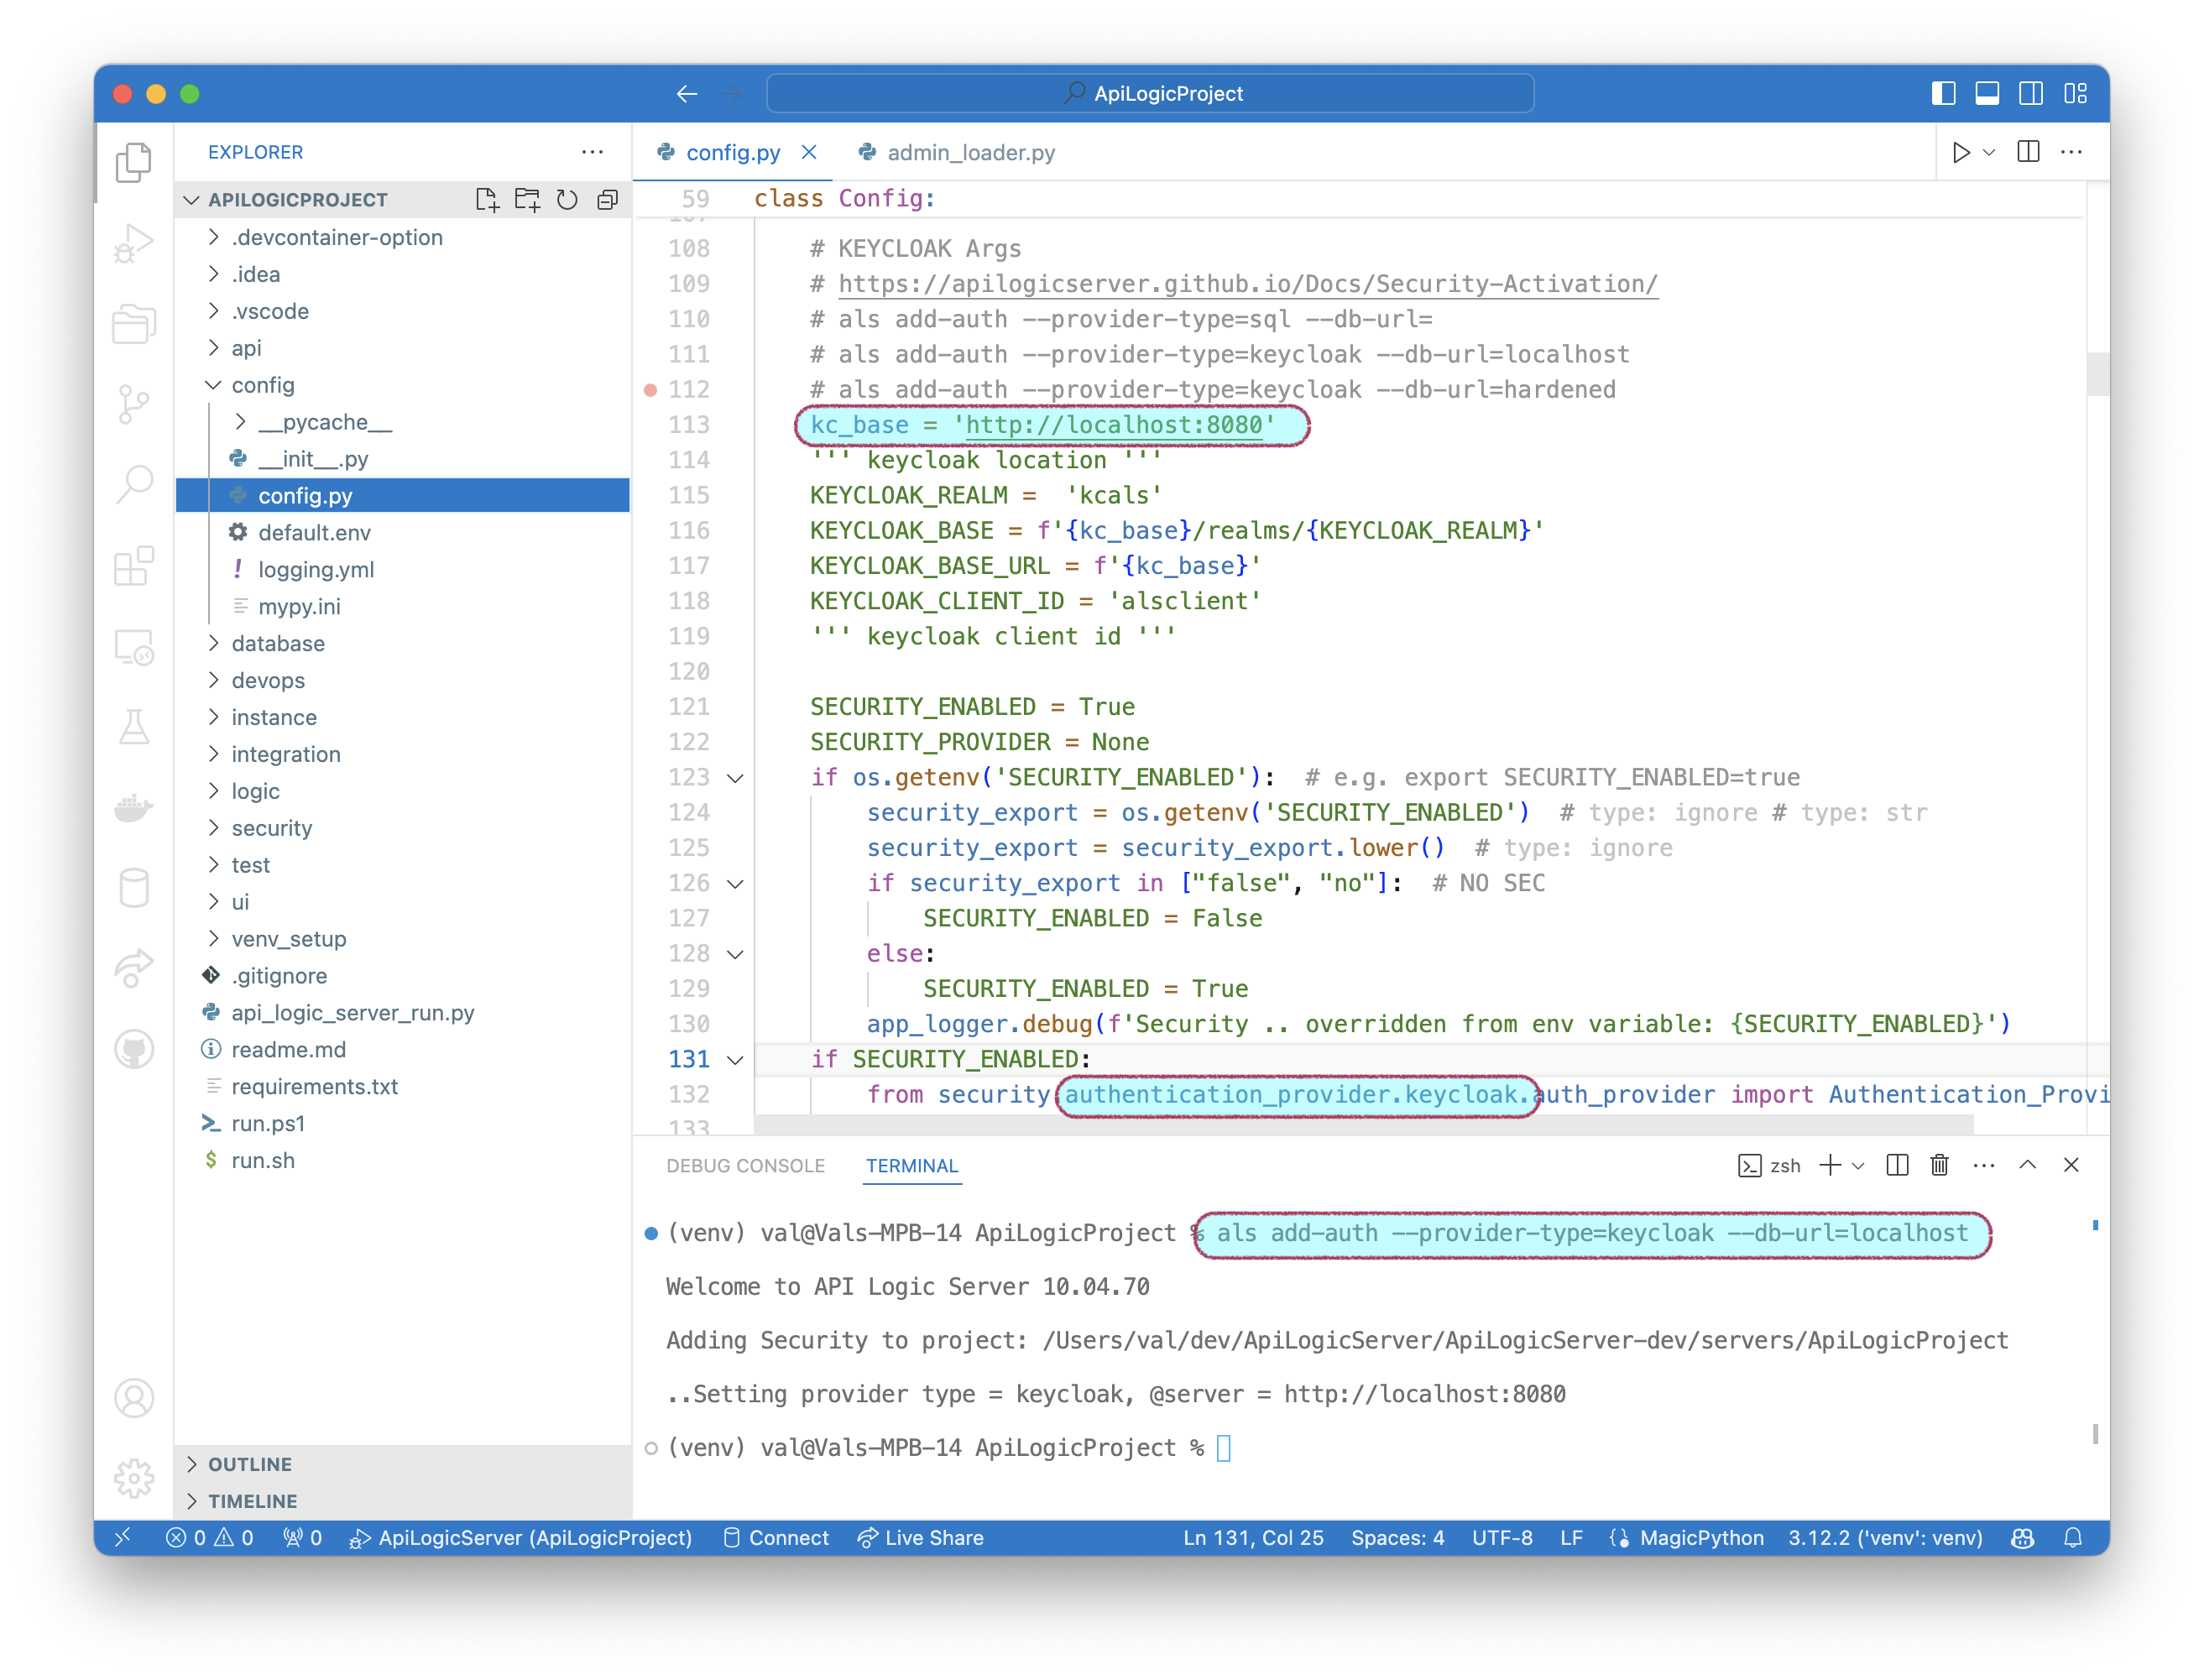 ApiLogicProject
EXPLORER
APILOGICPROJECT
.devcontainer-option
.idea
.vscode
api
config
__pycache__
__init__.py
config.py
default.env
logging.yml
mypy.ini
database
devops
instance
integration
logic
security
test
ui
venv_setup
.gitignore
api_logic_server_run.py
readme.md
requirements.txt
run.ps1
run.sh
OUTLINE
TIMELINE
config.py
admin_loader.py
59 class Config:
107
108 # KEYCLOAK Args
109 # https://apilogicserver.github.io/Docs/Security-Activation/
110 # als add-auth --provider-type=sql --db-url=
111 # als add-auth --provider-type=keycloak --db-url=localhost
112 # als add-auth --provider-type=keycloak --db-url=hardened
113 kc_base = 'http://localhost:8080'
114 ''' keycloak location '''
115 KEYCLOAK_REALM =  'kcals'
116 KEYCLOAK_BASE = f'{kc_base}/realms/{KEYCLOAK_REALM}'
117 KEYCLOAK_BASE_URL = f'{kc_base}'
118 KEYCLOAK_CLIENT_ID = 'alsclient'
119 ''' keycloak client id '''
120
121 SECURITY_ENABLED = True
122 SECURITY_PROVIDER = None
123 if os.getenv('SECURITY_ENABLED'):  # e.g. export SECURITY_ENABLED=true
124 security_export = os.getenv('SECURITY_ENABLED')  # type: ignore # type: str
125 security_export = security_export.lower()  # type: ignore
126 if security_export in ["false", "no"]:  # NO SEC
127 SECURITY_ENABLED = False
128 else:
129 SECURITY_ENABLED = True
130 app_logger.debug(f'Security .. overridden from env variable: {SECURITY_ENABLED}')
131 if SECURITY_ENABLED:
132 from security.authentication_provider.keycloak.auth_provider import Authentication_Provi
133
DEBUG CONSOLE TERMINAL zsh
(venv) val@Vals-MPB-14 ApiLogicProject % als add-auth --provider-type=keycloak --db-url=localhost
Welcome to API Logic Server 10.04.70
Adding Security to project: /Users/val/dev/ApiLogicServer/ApiLogicServer-dev/servers/ApiLogicProject
..Setting provider type = keycloak, @server = http://localhost:8080
(venv) val@Vals-MPB-14 ApiLogicProject %
0 0 0 ApiLogicServer (ApiLogicProject) Connect Live Share Ln 131, Col 25 Spaces: 4 UTF-8 LF MagicPython 3.12.2 ('venv': venv)